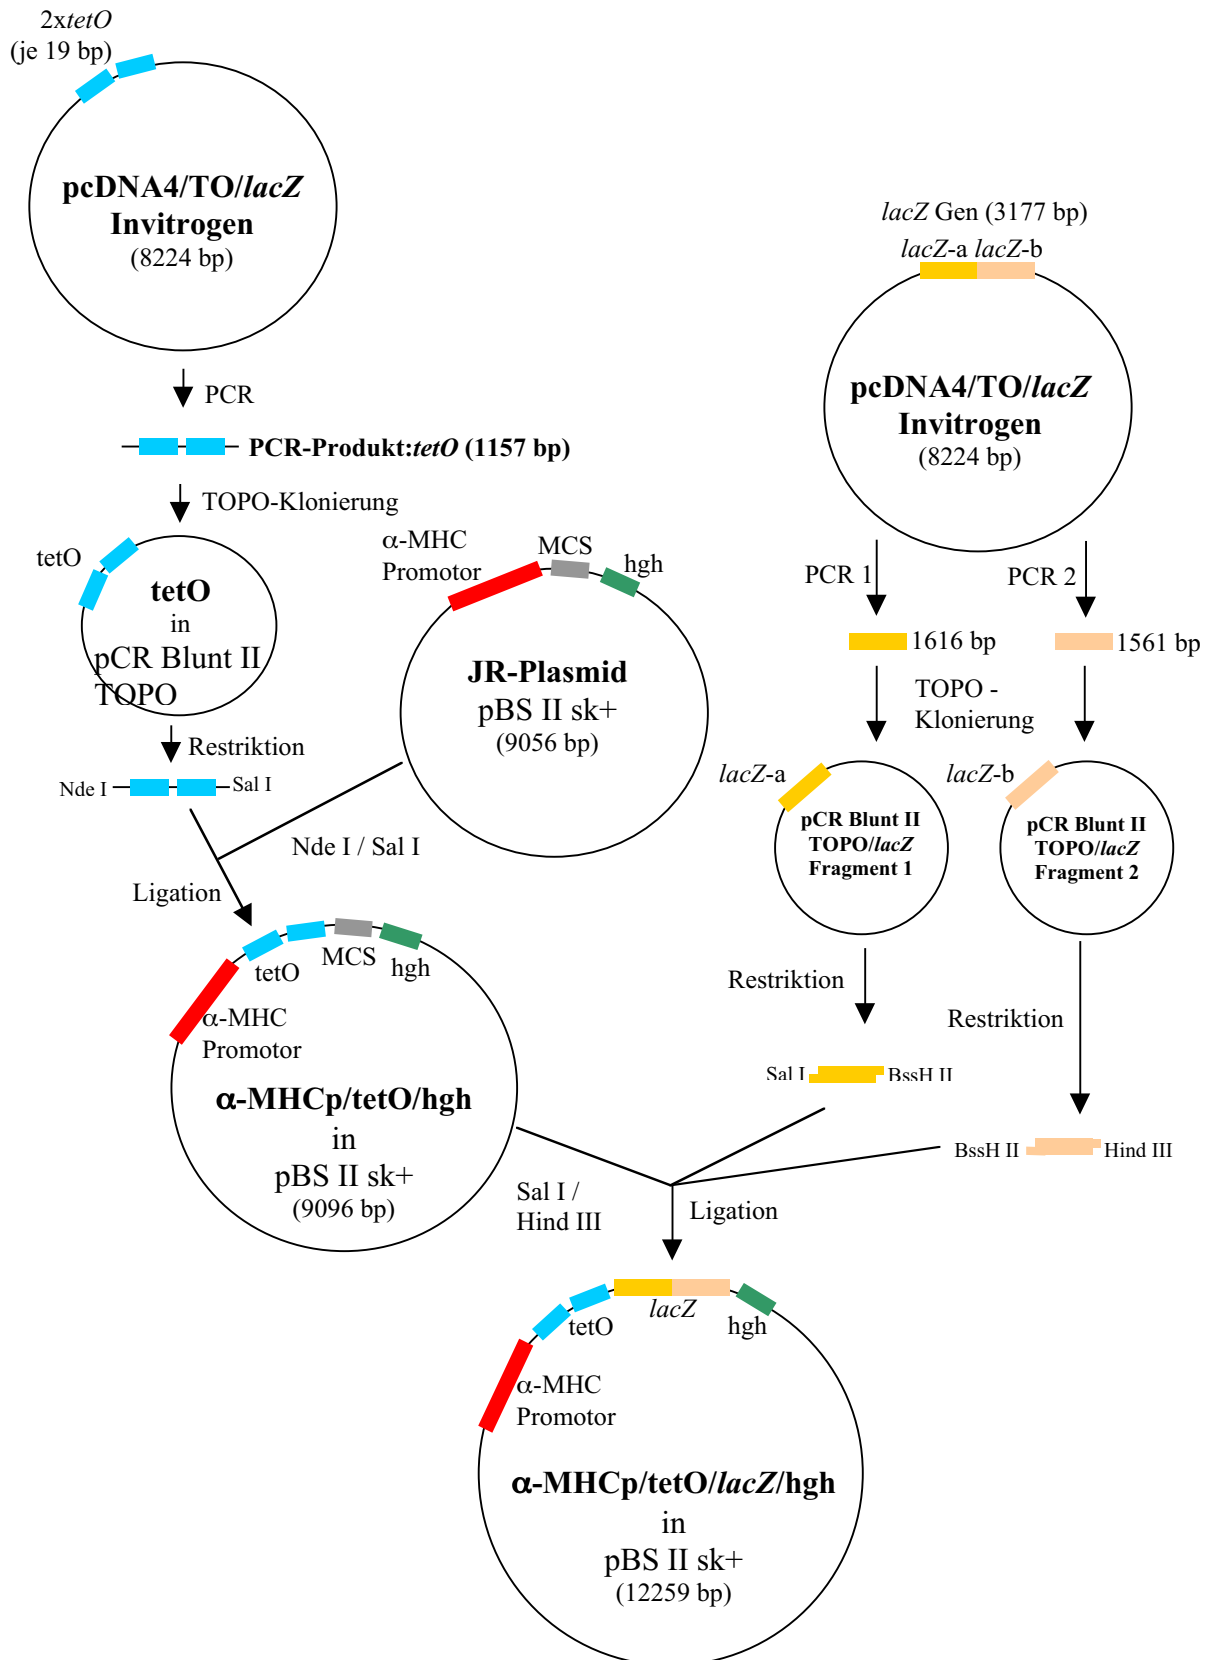 2xtetO
(je 19 bp)
pcDNA4/TO/lacZ
Invitrogen
(8224 bp)
PCR
PCR-Produkt:tetO (1157 bp)
TOPO-Klonierung
tetO
tetO
in
pCR Blunt II
TOPO
Restriktion
Nde I
Sal I
α-MHC
Promotor
MCS
hgh
JR-Plasmid
pBS II sk+
(9056 bp)
Nde I / Sal I
Ligation
tetO
MCS
hgh
α-MHC
Promotor
α-MHCp/tetO/hgh
in
pBS II sk+
(9096 bp)
lacZ Gen (3177 bp)
lacZ-a lacZ-b
pcDNA4/TO/lacZ
Invitrogen
(8224 bp)
PCR 1
PCR 2
1616 bp
1561 bp
TOPO -
Klonierung
lacZ-a
lacZ-b
pCR Blunt II
TOPO/lacZ
Fragment 1
pCR Blunt II
TOPO/lacZ
Fragment 2
Restriktion
Restriktion
Sal I
BssH II
BssH II
Hind III
Sal I /
Hind III
Ligation
tetO
lacZ
hgh
α-MHC
Promotor
α-MHCp/tetO/lacZ/hgh
in
pBS II sk+
(12259 bp)